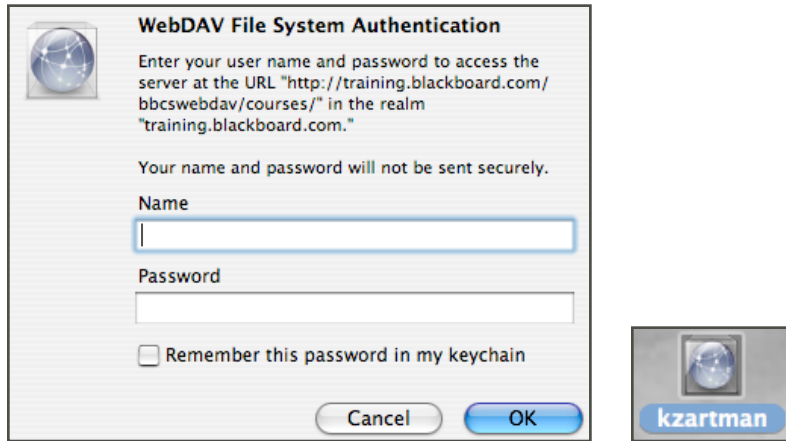 WebDAV File System Authentication
Enter your user name and password to access the
server at the URL "http://training.blackboard.com/
bbcswebdav/courses/" in the realm
"training.blackboard.com."
Your name and password will not be sent securely.
Name
Password
Remember this password in my keychain
Cancel OK
kzartman